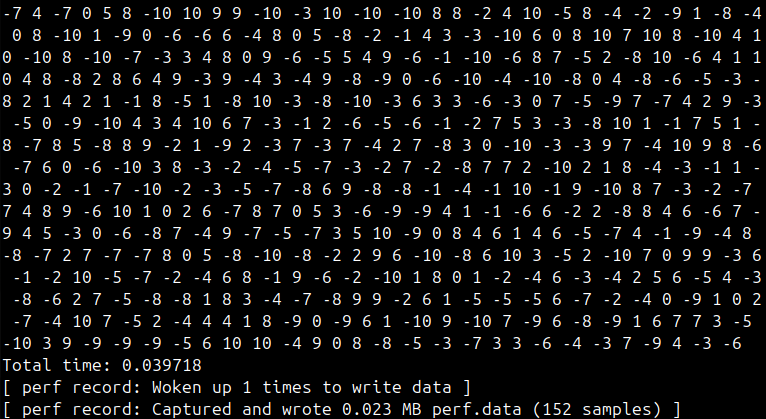 -7 4 -7 0 5 8 -10 10 9 9 -10 -3 10 -10 -10 8 8 -2 4 10 -5 8 -4 -2 -9 1 -8 -4
 0 8 -10 1 -9 0 -6 -6 6 -4 8 0 5 -8 -2 -1 4 3 -3 -10 6 0 8 10 7 10 8 -10 4 1
0 -10 8 -10 -7 -3 3 4 8 0 9 -6 -5 5 4 9 -6 -1 -10 -6 8 7 -5 2 -8 10 -6 4 1 1
0 4 8 -8 2 8 6 4 9 -3 9 -4 3 -4 9 -8 -9 0 -6 -10 -4 -10 -8 0 4 -8 -6 -5 -3 -
8 2 1 4 2 1 -1 8 -5 1 -8 10 -3 -8 -10 -3 6 3 3 -6 -3 0 7 -5 -9 7 -7 4 2 9 -3
 -5 0 -9 -10 4 3 4 10 6 7 -3 -1 2 -6 -5 -6 -1 -2 7 5 3 -3 -8 10 1 -1 7 5 1 -
8 -7 8 5 -8 8 9 -2 1 -9 2 -3 7 -3 7 -4 2 7 -8 3 0 -10 -3 -3 9 7 -4 10 9 8 -6
 -7 6 0 -6 -10 3 8 -3 -2 -4 -5 -7 -3 -2 7 -2 -8 7 7 2 -10 2 1 8 -4 -3 -1 1 -
3 0 -2 -1 -7 -10 -2 -3 -5 -7 -8 6 9 -8 -8 -1 -4 -1 10 -1 9 -10 8 7 -3 -2 -7 
7 4 8 9 -6 10 1 0 2 6 -7 8 7 0 5 3 -6 -9 -9 4 1 -1 -6 6 -2 2 -8 8 4 6 -6 7 -
9 4 5 -3 0 -6 -8 7 -4 9 -7 -5 -7 3 5 10 -9 0 8 4 6 1 4 6 -5 -7 4 -1 -9 -4 8 
-8 -7 2 7 -7 -7 8 0 5 -8 -10 -8 -2 2 9 6 -10 -8 6 10 3 -5 2 -10 7 0 9 9 -3 6
 -1 -2 10 -5 -7 -2 -4 6 8 -1 9 -6 -2 -10 1 8 0 1 -2 -4 6 -3 -4 2 5 6 -5 4 -3
 -8 -6 2 7 -5 -8 -8 1 8 3 -4 -7 -8 9 9 -2 6 1 -5 -5 -5 6 -7 -2 -4 0 -9 1 0 2
 -7 -4 10 7 -5 2 -4 4 4 1 8 -9 0 -9 6 1 -10 9 -10 7 -9 6 -8 -9 1 6 7 7 3 -5 
-10 3 9 -9 -9 -9 -5 6 10 10 -4 9 0 8 -8 -5 -3 -7 3 3 -6 -4 -3 7 -9 4 -3 -6
Total time: 0.039718
[ perf record: Woken up 1 times to write data ]
[ perf record: Captured and wrote 0.023 MB perf.data (152 samples) ]